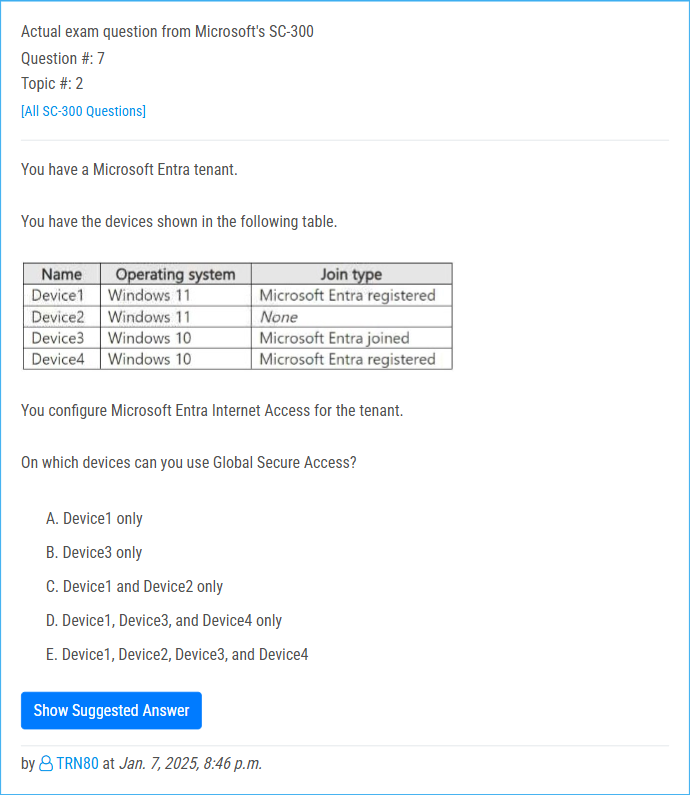 Actual exam question from Microsoft's SC-300
Question #: 7
Topic #: 2
[All SC-300 Questions]
You have a Microsoft Entra tenant.
You have the devices shown in the following table.
Name Operating system Join type
Device1 Windows 11 Microsoft Entra registered
Device2 Windows 11 None
Device3 Windows 10 Microsoft Entra joined
Device4 Windows 10 Microsoft Entra registered
You configure Microsoft Entra Internet Access for the tenant.
On which devices can you use Global Secure Access?
A. Device1 only
B. Device3 only
C. Device1 and Device2 only
D. Device1, Device3, and Device4 only
E. Device1, Device2, Device3, and Device4
Show Suggested Answer
by TRN80 at Jan. 7, 2025, 8:46 p.m.